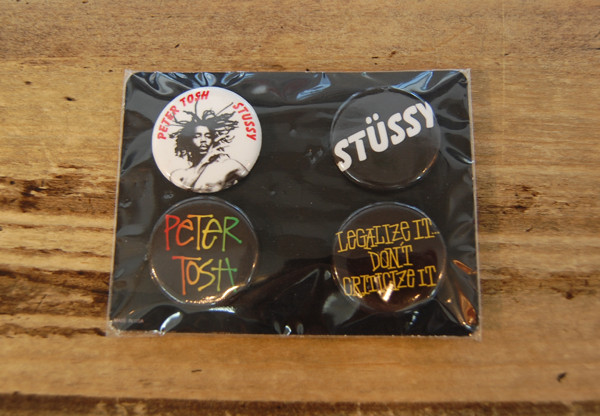 PETER TOSH
STUSSY
STÜSSY
PETER
TOSH
LEGALIZE IT-
DON'T
CRITICIZE IT